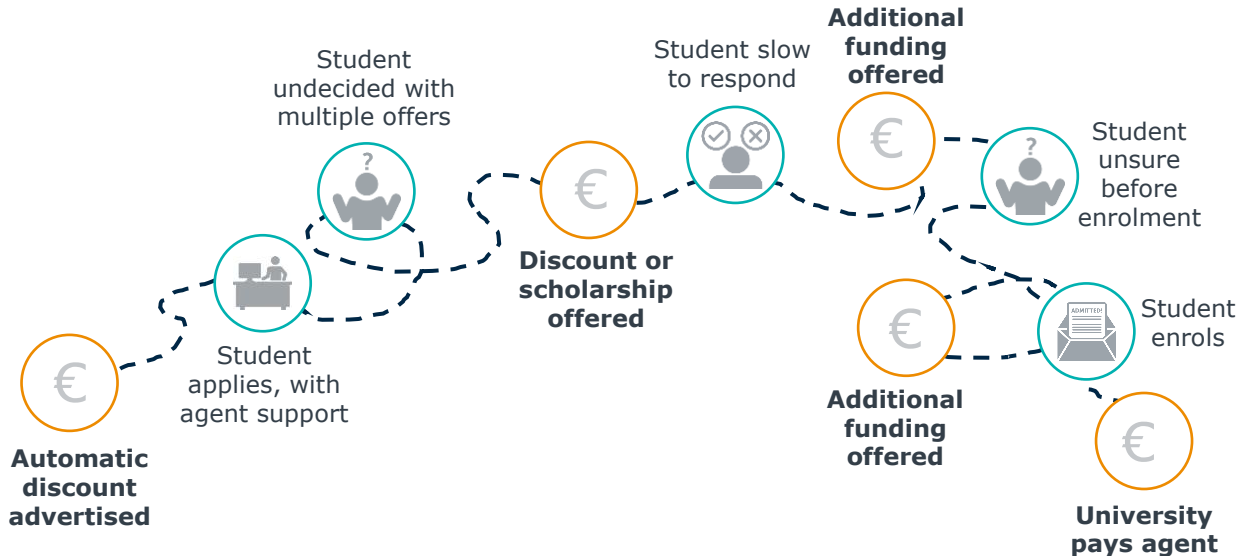 Automatic
discount
advertised
Student
applies, with
agent support
Student
undecided with
multiple offers
Discount or
scholarship
offered
Student slow
to respond
Additional
funding
offered
Student
unsure
before
enrolment
Additional
funding
offered
ADMITTED!
Student
enrols
University
pays agent
€
€
€
€
€
?
?